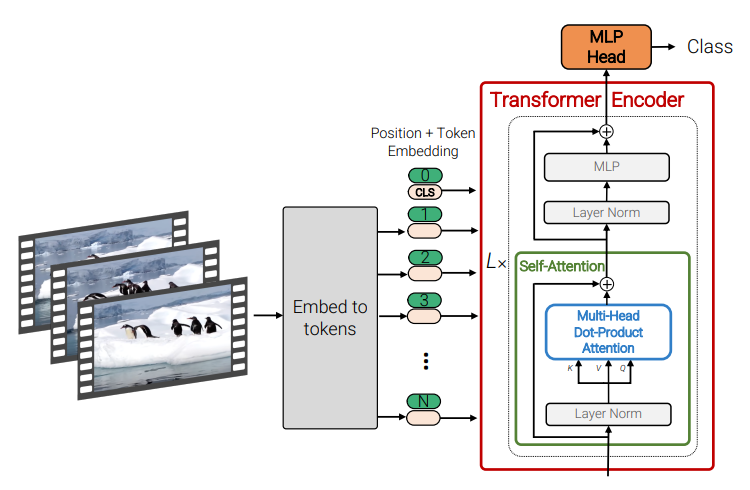 MLP
Head
Class
Transformer Encoder
Position + Token
Embedding
0
CLS
1
2
3
⋮
N
Embed to
tokens
L×
MLP
Layer Norm
Self-Attention
Multi-Head
Dot-Product
Attention
K V Q
Layer Norm